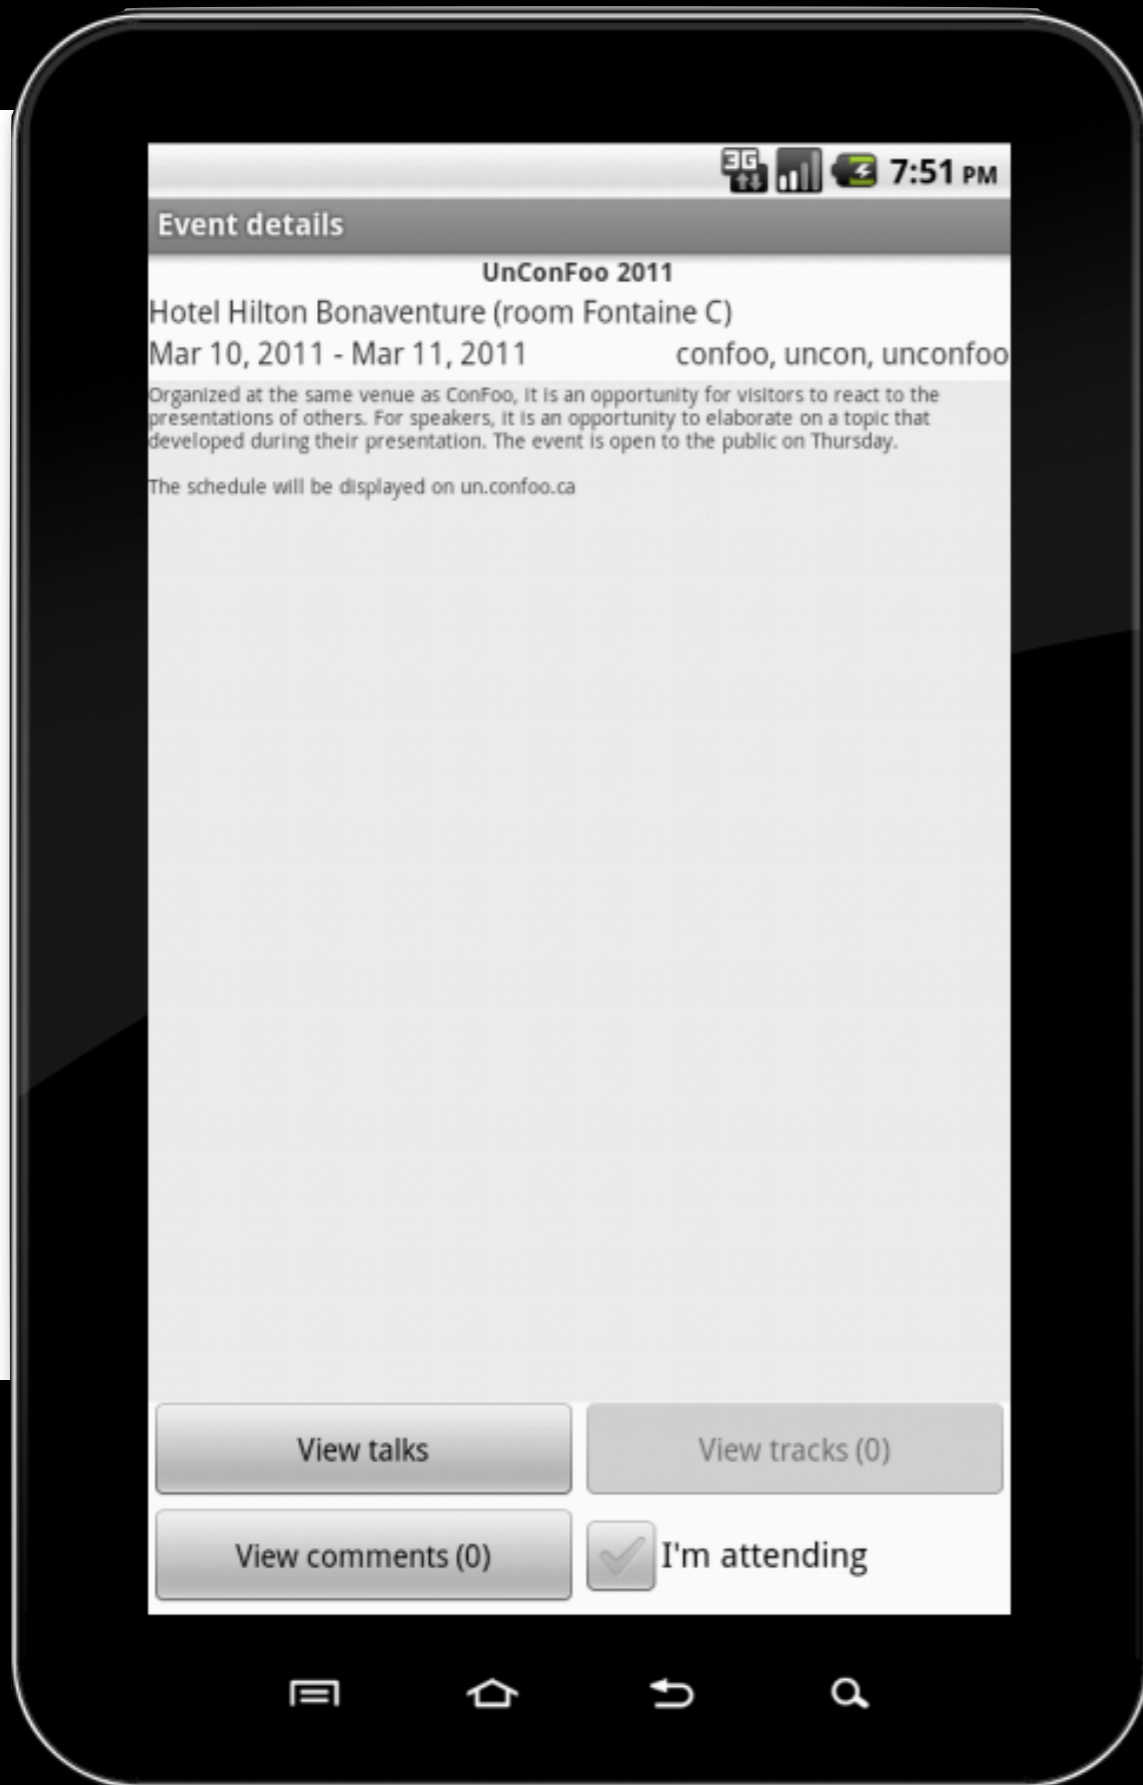 3G 7:51 PM
Event details
UnConFoo 2011
Hotel Hilton Bonaventure (room Fontaine C)
Mar 10, 2011 - Mar 11, 2011 confoo, uncon, unconfoo
Organized at the same venue as ConFoo, it is an opportunity for visitors to react to the
presentations of others. For speakers, it is an opportunity to elaborate on a topic that
developed during their presentation. The event is open to the public on Thursday.
The schedule will be displayed on un.confoo.ca
View talks View tracks (0)
View comments (0) I'm attending